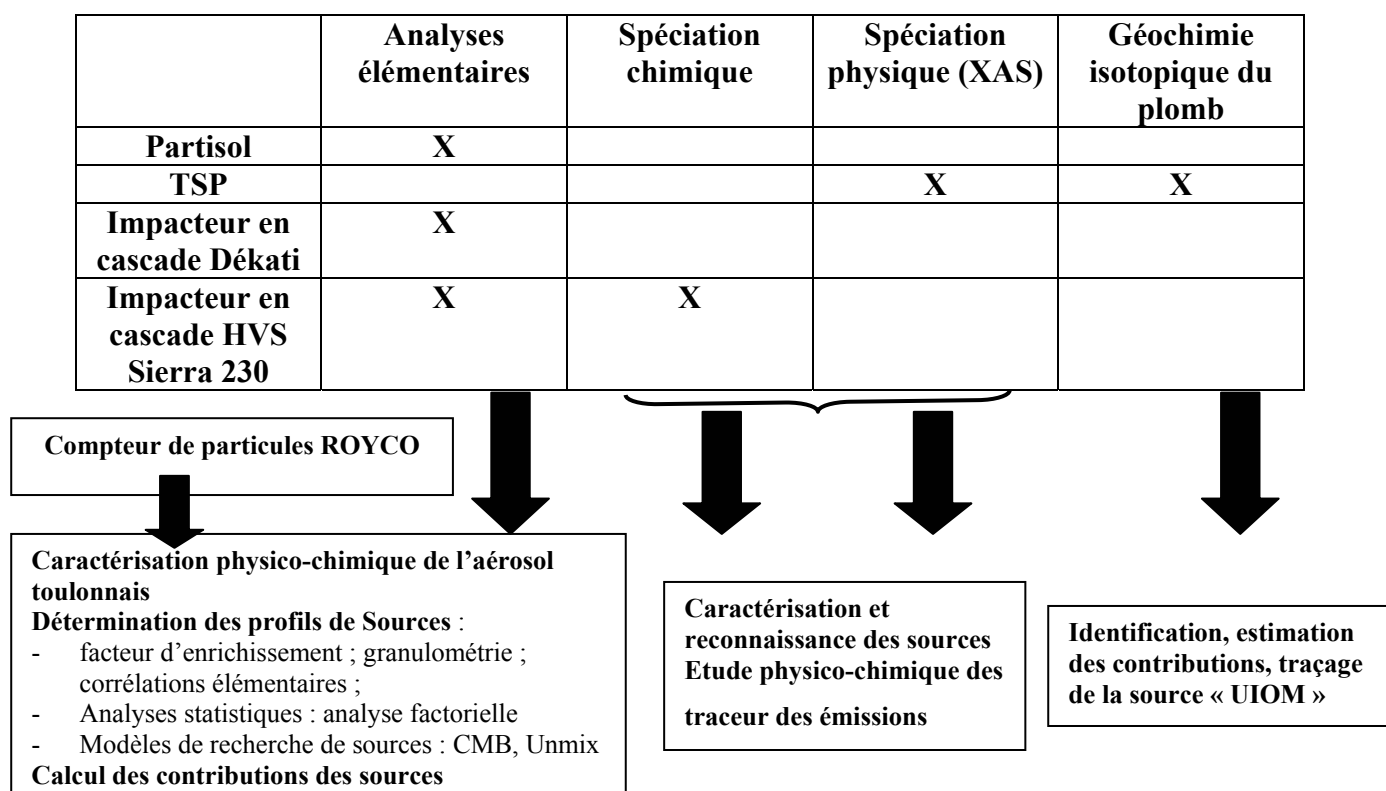 Analyses
élémentaires
Spéciation
chimique
Spéciation
physique (XAS)
Géochimie
isotopique du
plomb
Partisol
X
TSP
X
X
Impacteur en
cascade Dékati
X
Impacteur en
cascade HVS
Sierra 230
X
X
Compteur de particules ROYCO
Caractérisation physico-chimique de l’aérosol
toulonnais
Détermination des profils de Sources :
- facteur d’enrichissement ; granulométrie ;
corrélations élémentaires ;
- Analyses statistiques : analyse factorielle
- Modèles de recherche de sources : CMB, Unmix
Calcul des contributions des sources
Caractérisation et
reconnaissance des sources
Etude physico-chimique des
traceur des émissions
Identification, estimation
des contributions, traçage
de la source « UIOM »